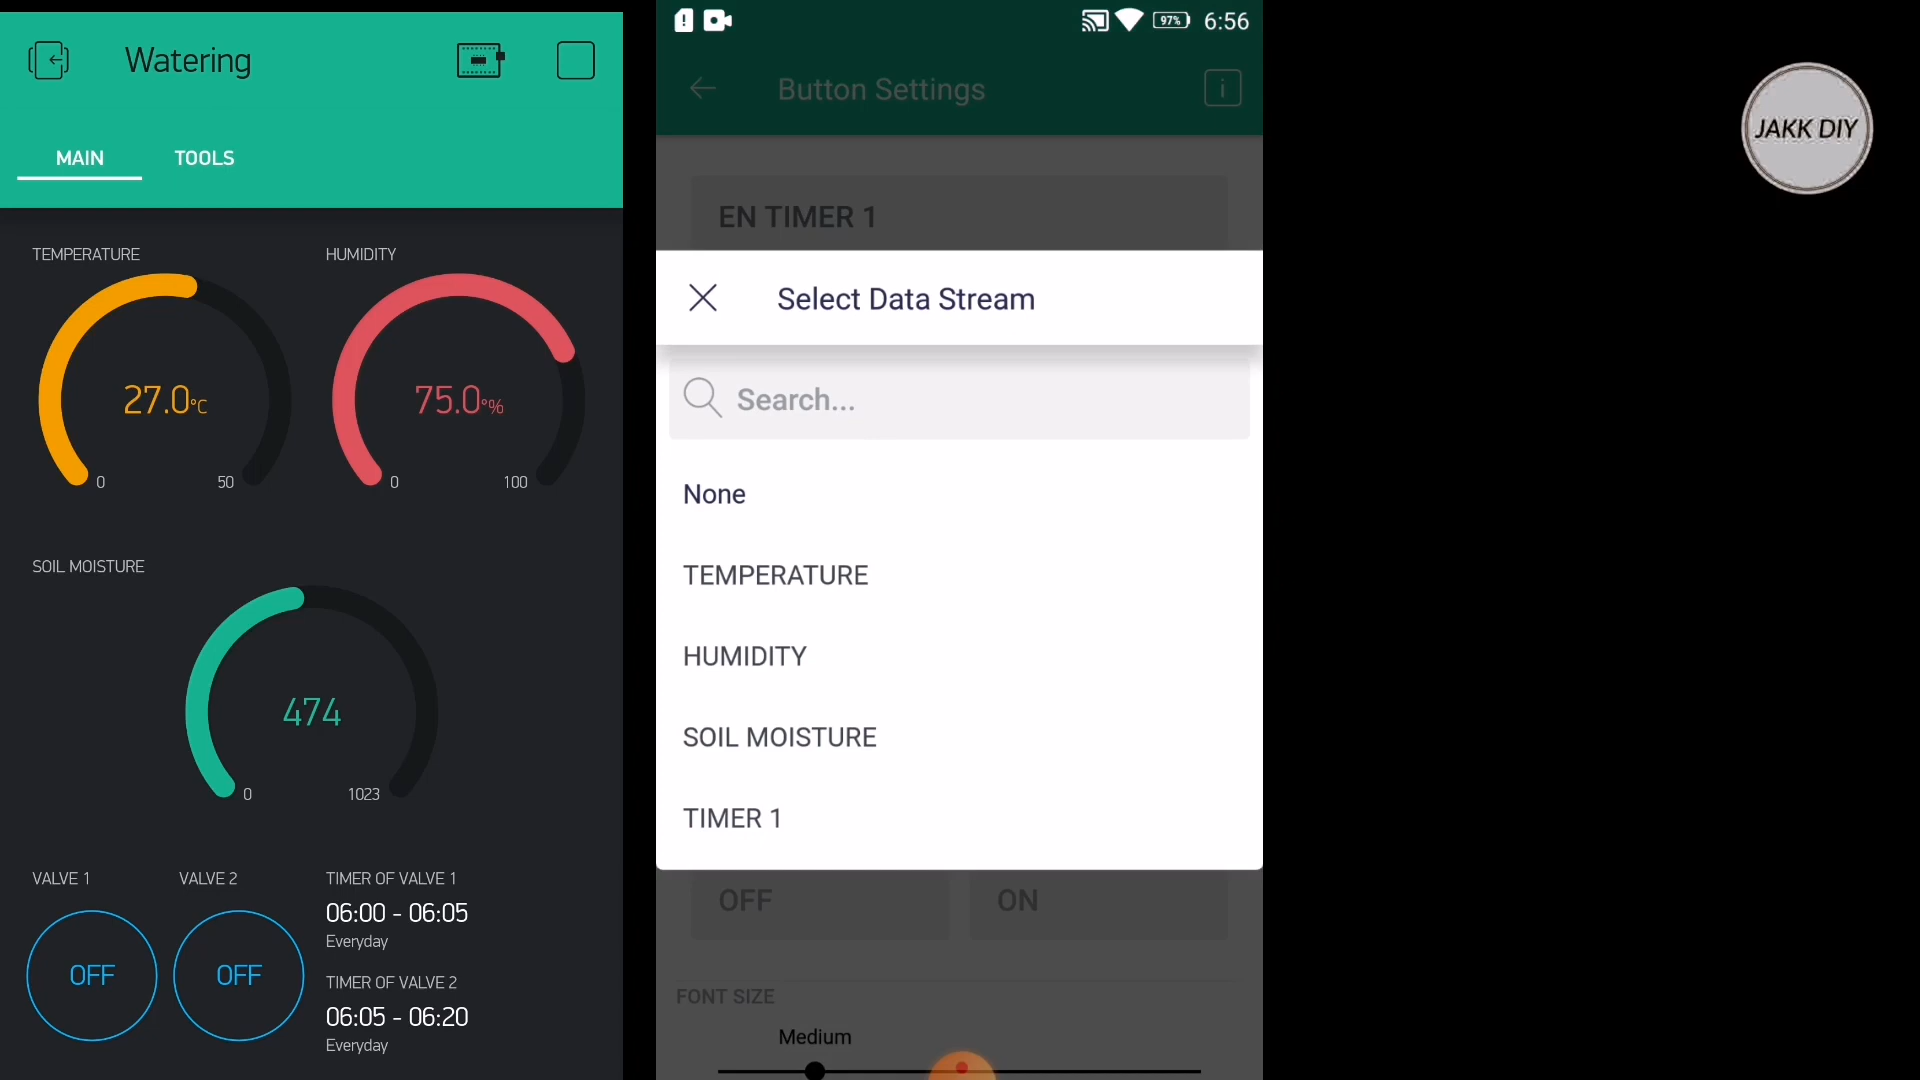 Watering
MAIN
TOOLS
TEMPERATURE
27.0°C
0
50
HUMIDITY
75.0°%
0
100
SOIL MOISTURE
474
0
1023
VALVE 1
OFF
VALVE 2
OFF
TIMER OF VALVE 1
06:00 - 06:05
Everyday
TIMER OF VALVE 2
06:05 - 06:20
Everyday
97%
6:56
Button Settings
EN TIMER 1
Select Data Stream
Search...
None
TEMPERATURE
HUMIDITY
SOIL MOISTURE
TIMER 1
OFF
ON
FONT SIZE
Medium
JAKK DIY